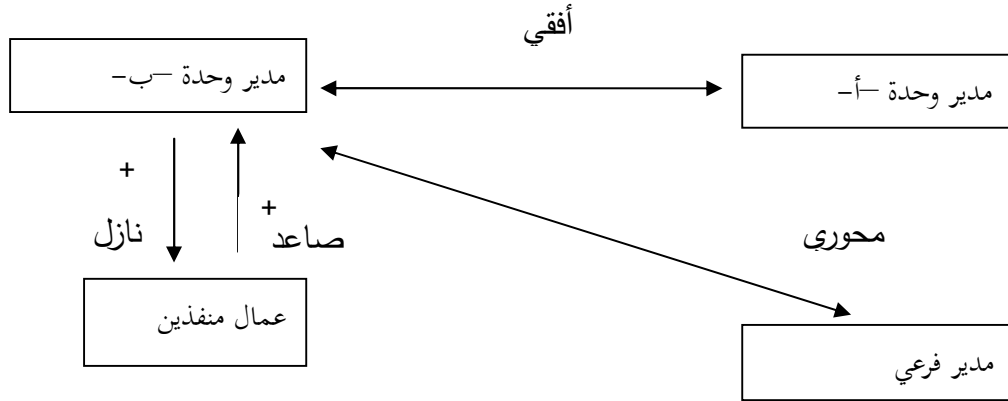 أفقي
مدير وحدة –أ-
مدير وحدة –ب-
+
نازل
+
صاعد
محوري
عمال منفذين
مدير فرعي